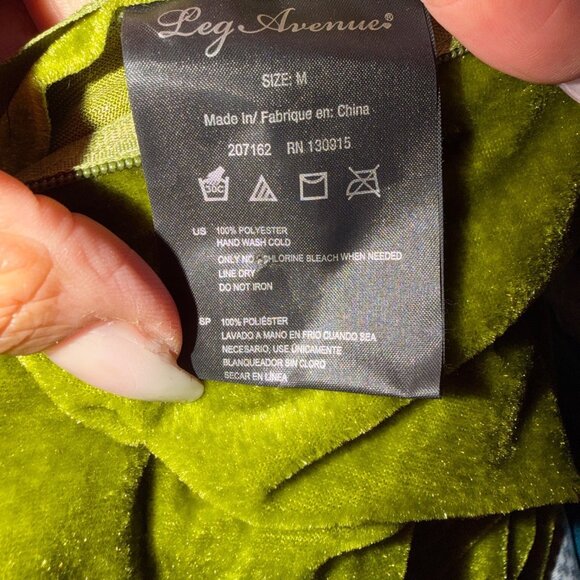 Leg Avenue®
SIZE: M
Made In/ Fabrique en: China
207162 RN 130915
30C
US 100% POLYESTER
HAND WASH COLD
ONLY NO CHLORINE BLEACH WHEN NEEDED
LINE DRY
DO NOT IRON
SP 100% POLIÉSTER
LAVADO A MANO EN FRIO CUANDO SEA
NECESARIO, USE UNICAMENTE
BLANQUEADOR SIN CLORO
SECAR EN LINEA